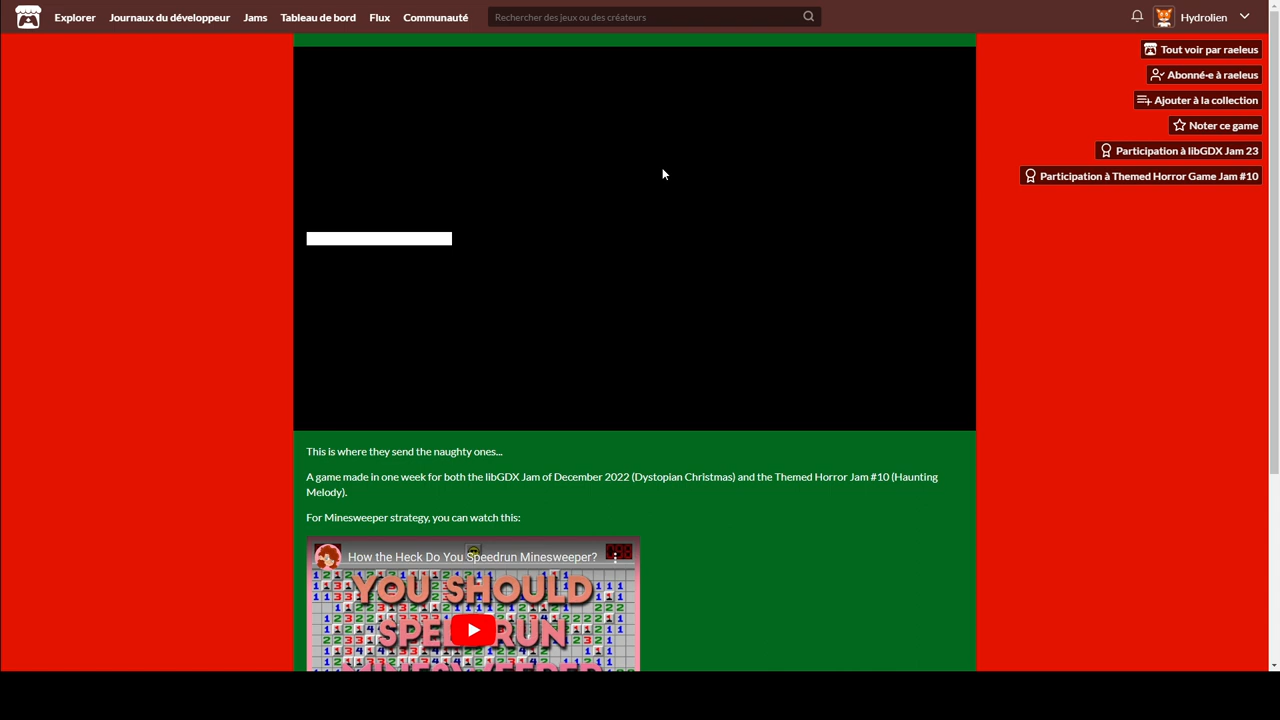 Explorer
Journaux du développeur
Jams
Tableau de bord
Flux
Communauté
Rechercher des jeux ou des créateurs
Hydrolien
Tout voir par raeleus
Abonné·e à raeleus
Ajouter à la collection
Noter ce game
Participation à libGDX Jam 23
Participation à Themed Horror Game Jam #10
This is where they send the naughty ones...
A game made in one week for both the libGDX Jam of December 2022 (Dystopian Christmas) and the Themed Horror Jam #10 (Haunting
Melody).
For Minesweeper strategy, you can watch this:
How the Heck Do You Speedrun Minesweeper?
YOU SHOULD
SPEEDRUN
MINESWEEPER